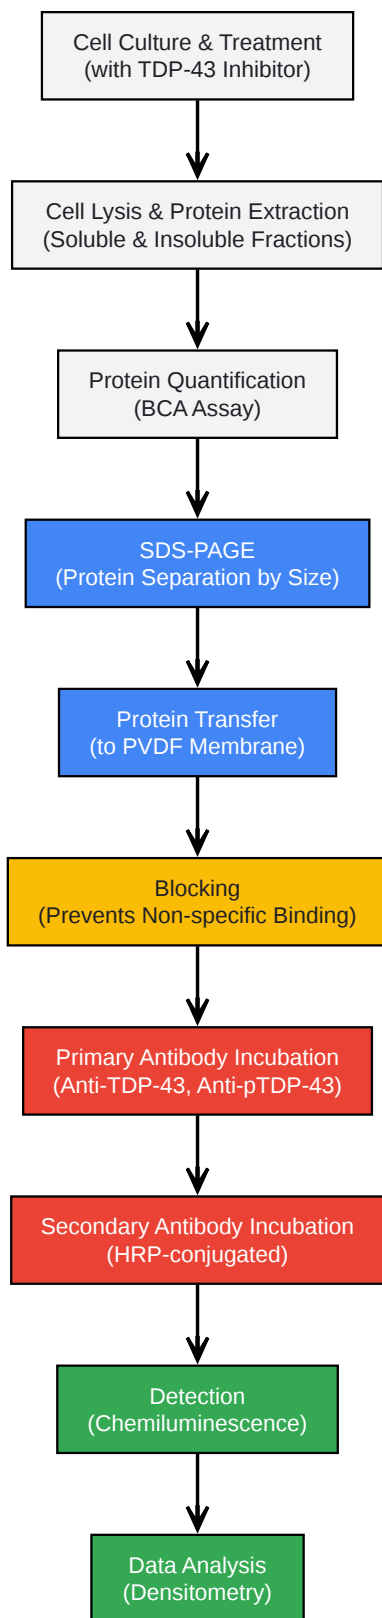 Cell Culture & Treatment
(with TDP-43 Inhibitor)
Cell Lysis & Protein Extraction
(Soluble & Insoluble Fractions)
Protein Quantification
(BCA Assay)
SDS-PAGE
(Protein Separation by Size)
Protein Transfer
(to PVDF Membrane)
Blocking
(Prevents Non-specific Binding)
Primary Antibody Incubation
(Anti-TDP-43, Anti-pTDP-43)
Secondary Antibody Incubation
(HRP-conjugated)
Detection
(Chemiluminescence)
Data Analysis
(Densitometry)